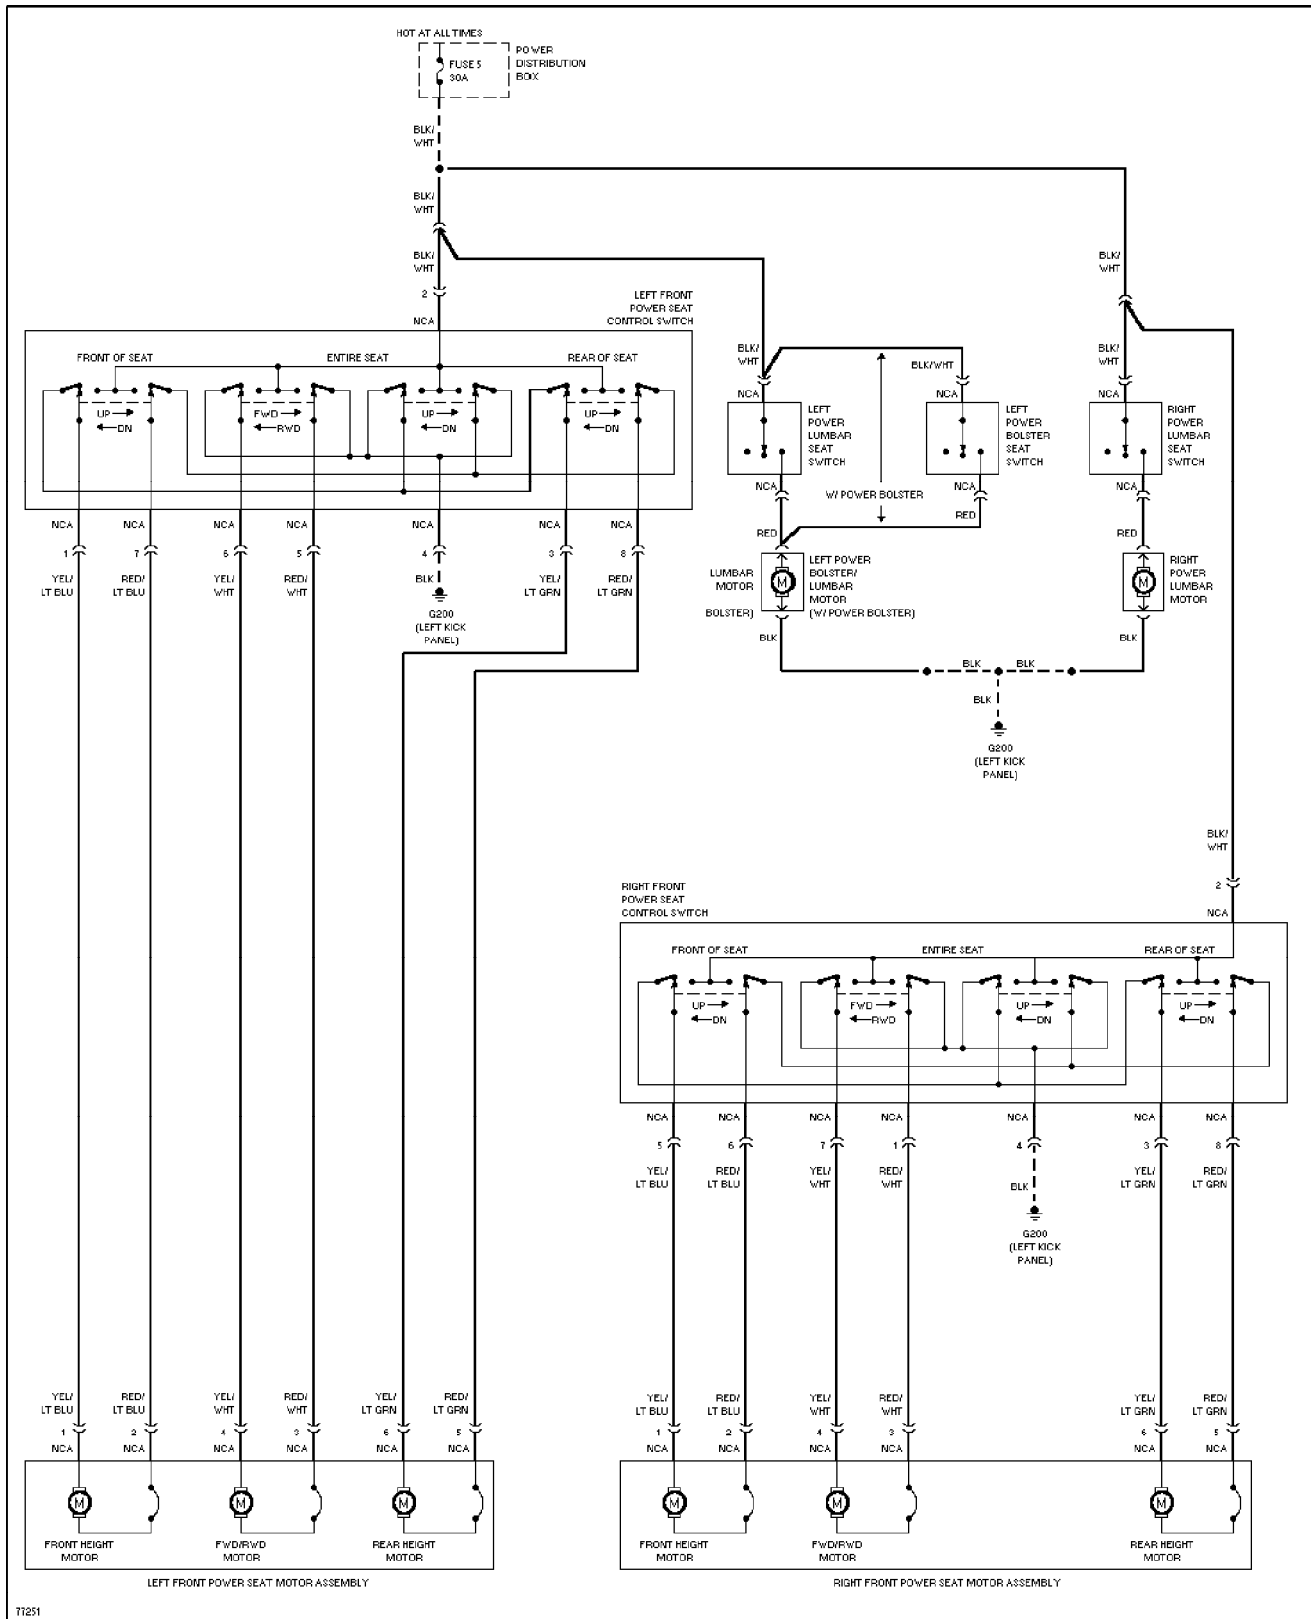 HOT AT ALL TIMES
FUSE 5
30A
POWER
DISTRIBUTION
BOX
BLK/
WHT
BLK/
WHT
BLK/
WHT
2
NCA
LEFT FRONT
POWER SEAT
CONTROL SWITCH
FRONT OF SEAT
ENTIRE SEAT
REAR OF SEAT
UP
DN
FWD
RWD
UP
DN
UP
DN
NCA
NCA
NCA
NCA
NCA
NCA
NCA
1
7
6
5
4
3
8
YEL/
LT BLU
RED/
LT BLU
YEL/
WHT
RED/
WHT
BLK
YEL/
LT GRN
RED/
LT GRN
G200
(LEFT KICK
PANEL)
BLK/
WHT
BLK/
WHT
BLK/WHT
BLK/
WHT
NCA
NCA
NCA
LEFT
POWER
LUMBAR
SEAT
SWITCH
LEFT
POWER
BOLSTER
SEAT
SWITCH
RIGHT
POWER
LUMBAR
SEAT
SWITCH
NCA
W/ POWER BOLSTER
NCA
NCA
RED
RED
RED
LUMBAR
MOTOR
BOLSTER)
M
LEFT POWER
BOLSTER/
LUMBAR
MOTOR
(W/ POWER BOLSTER)
M
RIGHT
POWER
LUMBAR
MOTOR
BLK
BLK
BLK
BLK
BLK
G200
(LEFT KICK
PANEL)
BLK/
WHT
2
NCA
RIGHT FRONT
POWER SEAT
CONTROL SWITCH
FRONT OF SEAT
ENTIRE SEAT
REAR OF SEAT
UP
DN
FWD
RWD
UP
DN
UP
DN
NCA
NCA
NCA
NCA
NCA
NCA
NCA
5
6
7
1
4
3
8
YEL/
LT BLU
RED/
LT BLU
YEL/
WHT
RED/
WHT
BLK
YEL/
LT GRN
RED/
LT GRN
G200
(LEFT KICK
PANEL)
YEL/
LT BLU
RED/
LT BLU
YEL/
WHT
RED/
WHT
YEL/
LT GRN
RED/
LT GRN
1
2
4
3
6
5
NCA
NCA
NCA
NCA
NCA
NCA
M
M
M
FRONT HEIGHT
MOTOR
FWD/RWD
MOTOR
REAR HEIGHT
MOTOR
LEFT FRONT POWER SEAT MOTOR ASSEMBLY
YEL/
LT BLU
RED/
LT BLU
YEL/
WHT
RED/
WHT
YEL/
LT GRN
RED/
LT GRN
1
2
4
3
6
5
NCA
NCA
NCA
NCA
NCA
NCA
M
M
M
FRONT HEIGHT
MOTOR
FWD/RWD
MOTOR
REAR HEIGHT
MOTOR
RIGHT FRONT POWER SEAT MOTOR ASSEMBLY
77251